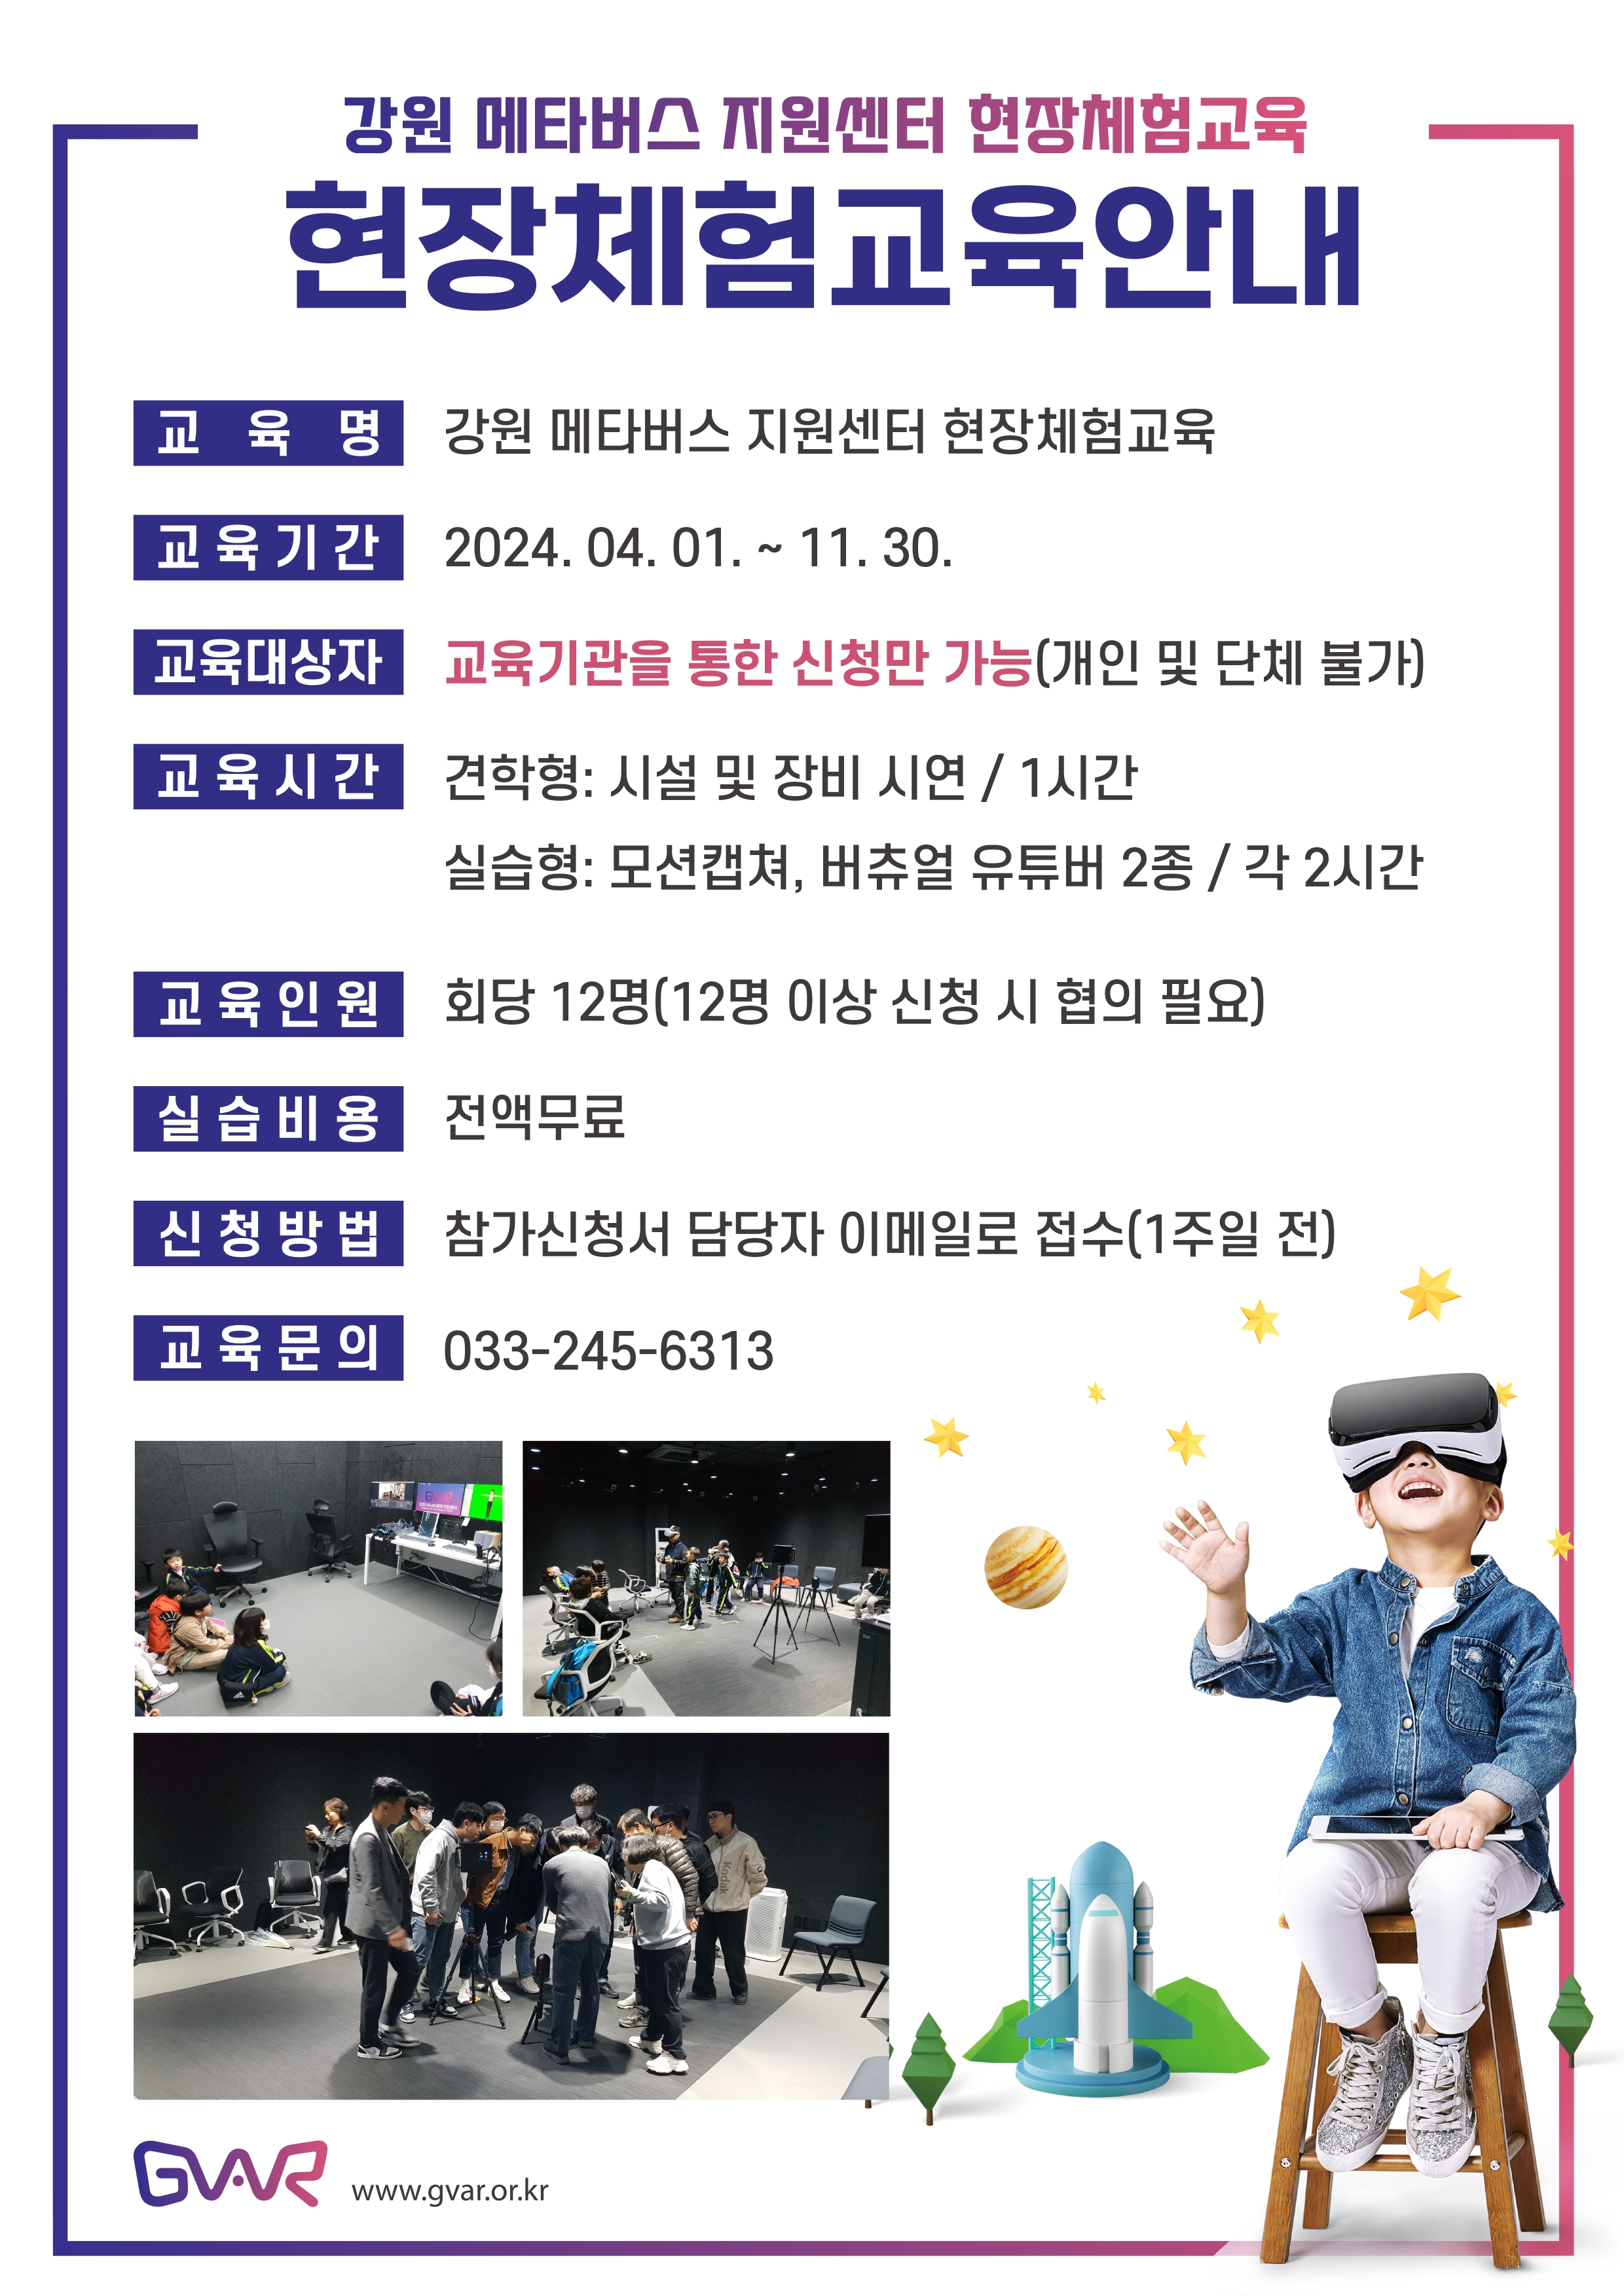 강원 메타버스 지원센터 현장체험교육
현장체험교육안내
교육명 강원 메타버스 지원센터 현장체험교육
교육기간 2024. 04. 01. ~ 11. 30.
교육대상자 교육기관을 통한 신청만 가능(개인 및 단체 불가)
교육시간 견학형: 시설 및 장비 시연 / 1시간
실습형: 모션캡쳐, 버츄얼 유튜버 2종 / 각 2시간
교육인원 회당 12명(12명 이상 신청 시 협의 필요)
실습비용 전액무료
신청방법 참가신청서 담당자 이메일로 접수(1주일 전)
교육문의 033-245-6313
GVAR
Kodak
GVAR www.gvar.or.kr